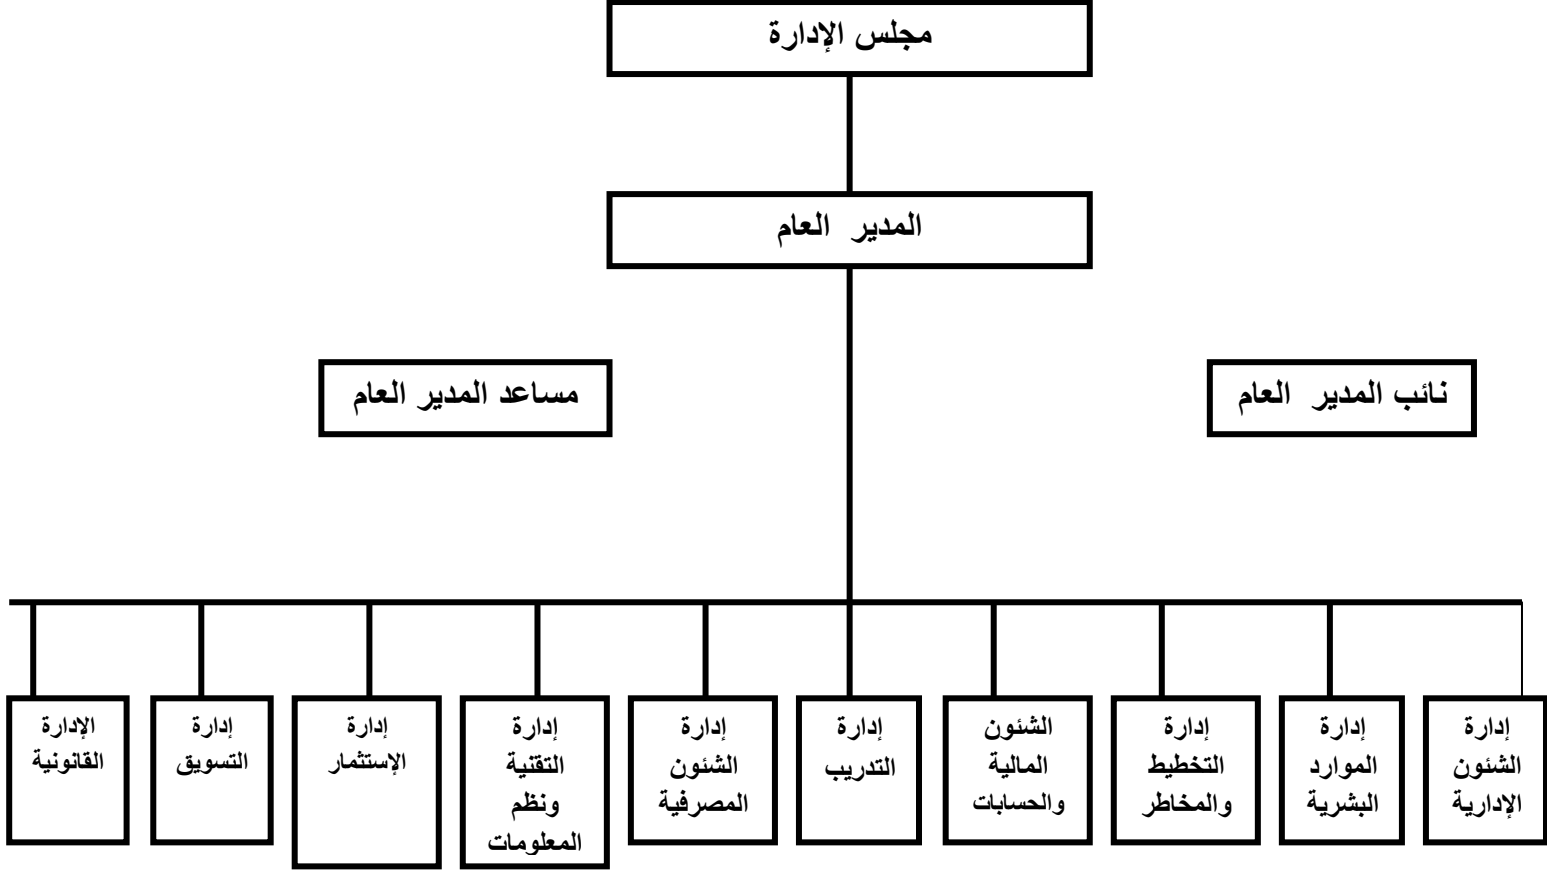 مجلس الإدارة
المدير العام
نائب المدير العام
مساعد المدير العام
إدارة
الشئون
الإدارية
إدارة
الموارد
البشرية
إدارة
التخطيط
والمخاطر
الشئون
المالية
والحسابات
إدارة
التدريب
إدارة
الشئون
المصرفية
إدارة
التقنية
ونظم
المعلومات
إدارة
الإستثمار
إدارة
التسويق
الإدارة
القانونية